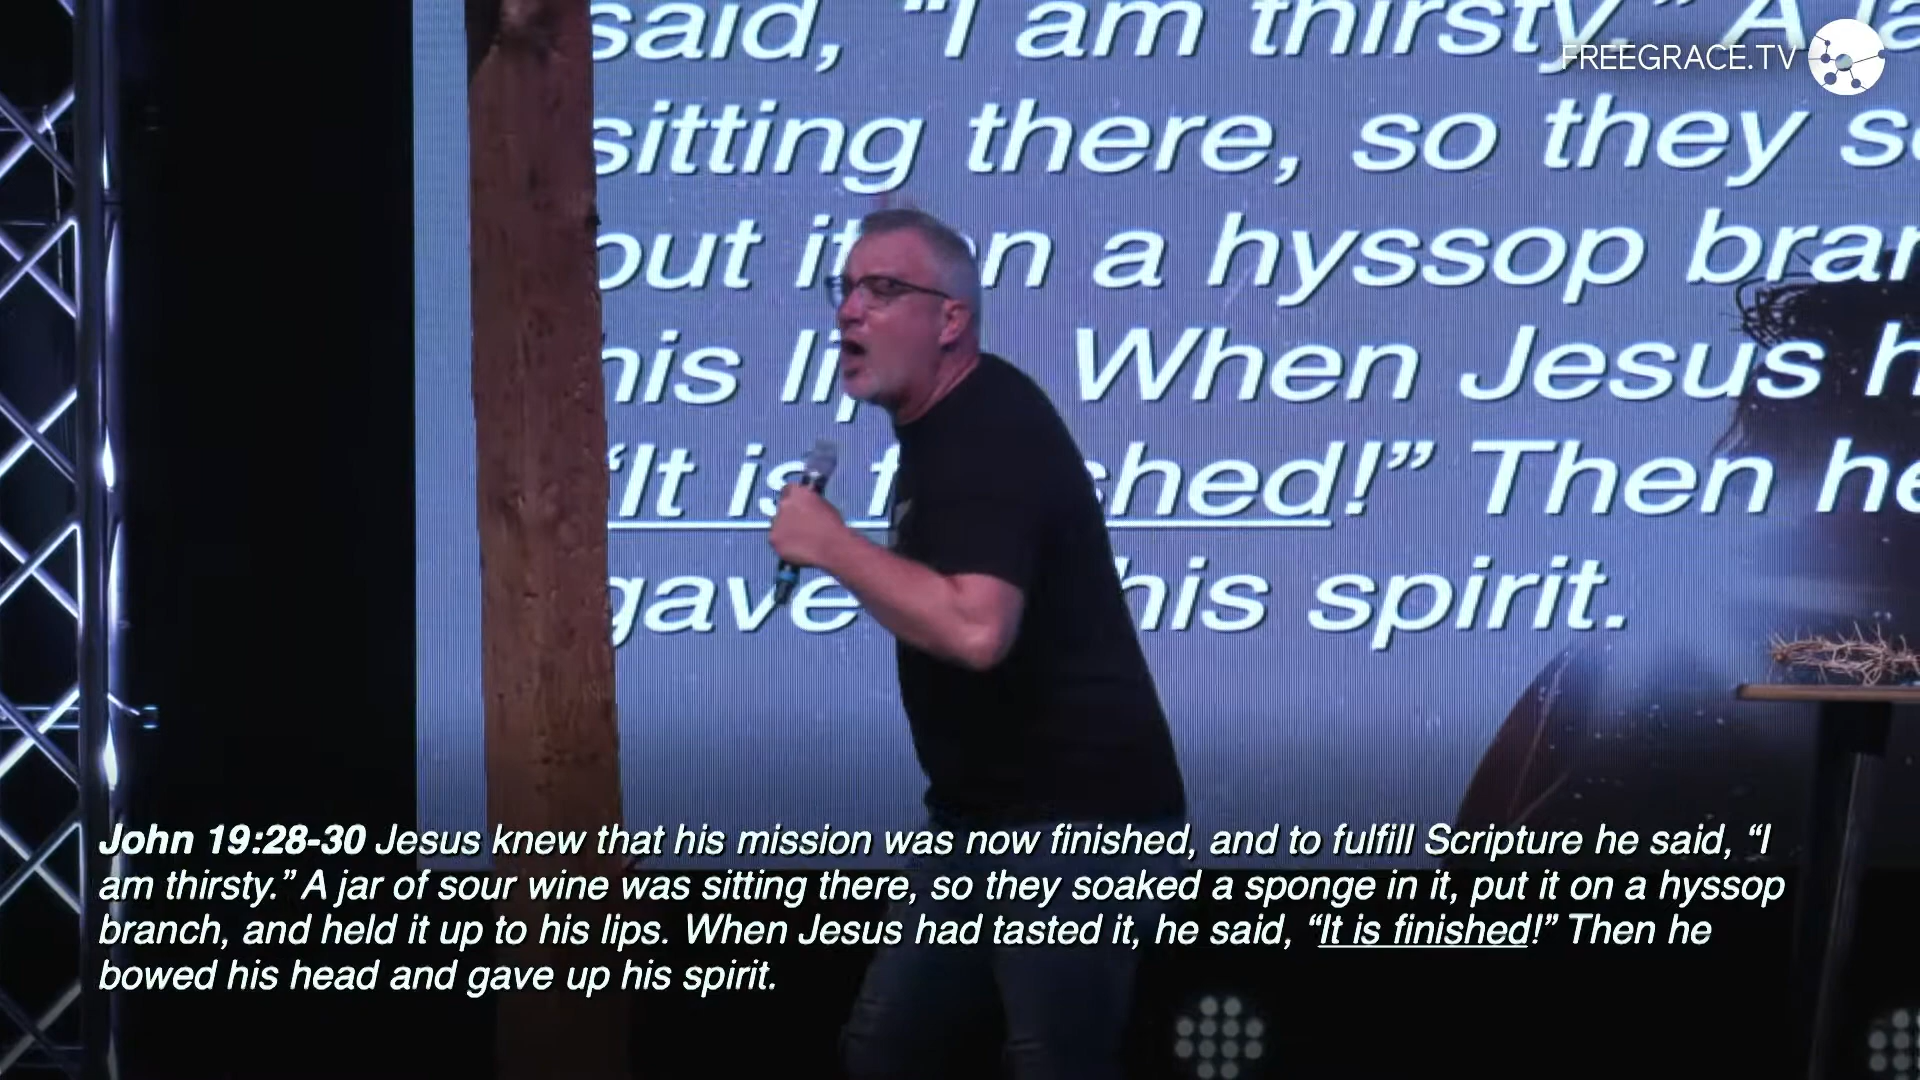 said, “I am thirsty.” A
FREEGRACE.TV
sitting there, so they
put it on a hyssop
his lips When Jesus
“It is finished!” Then he
gave his spirit.
John 19:28-30 Jesus knew that his mission was now finished, and to fulfill Scripture he said, “I
am thirsty.” A jar of sour wine was sitting there, so they soaked a sponge in it, put it on a hyssop
branch, and held it up to his lips. When Jesus had tasted it, he said, “It is finished!” Then he
bowed his head and gave up his spirit.